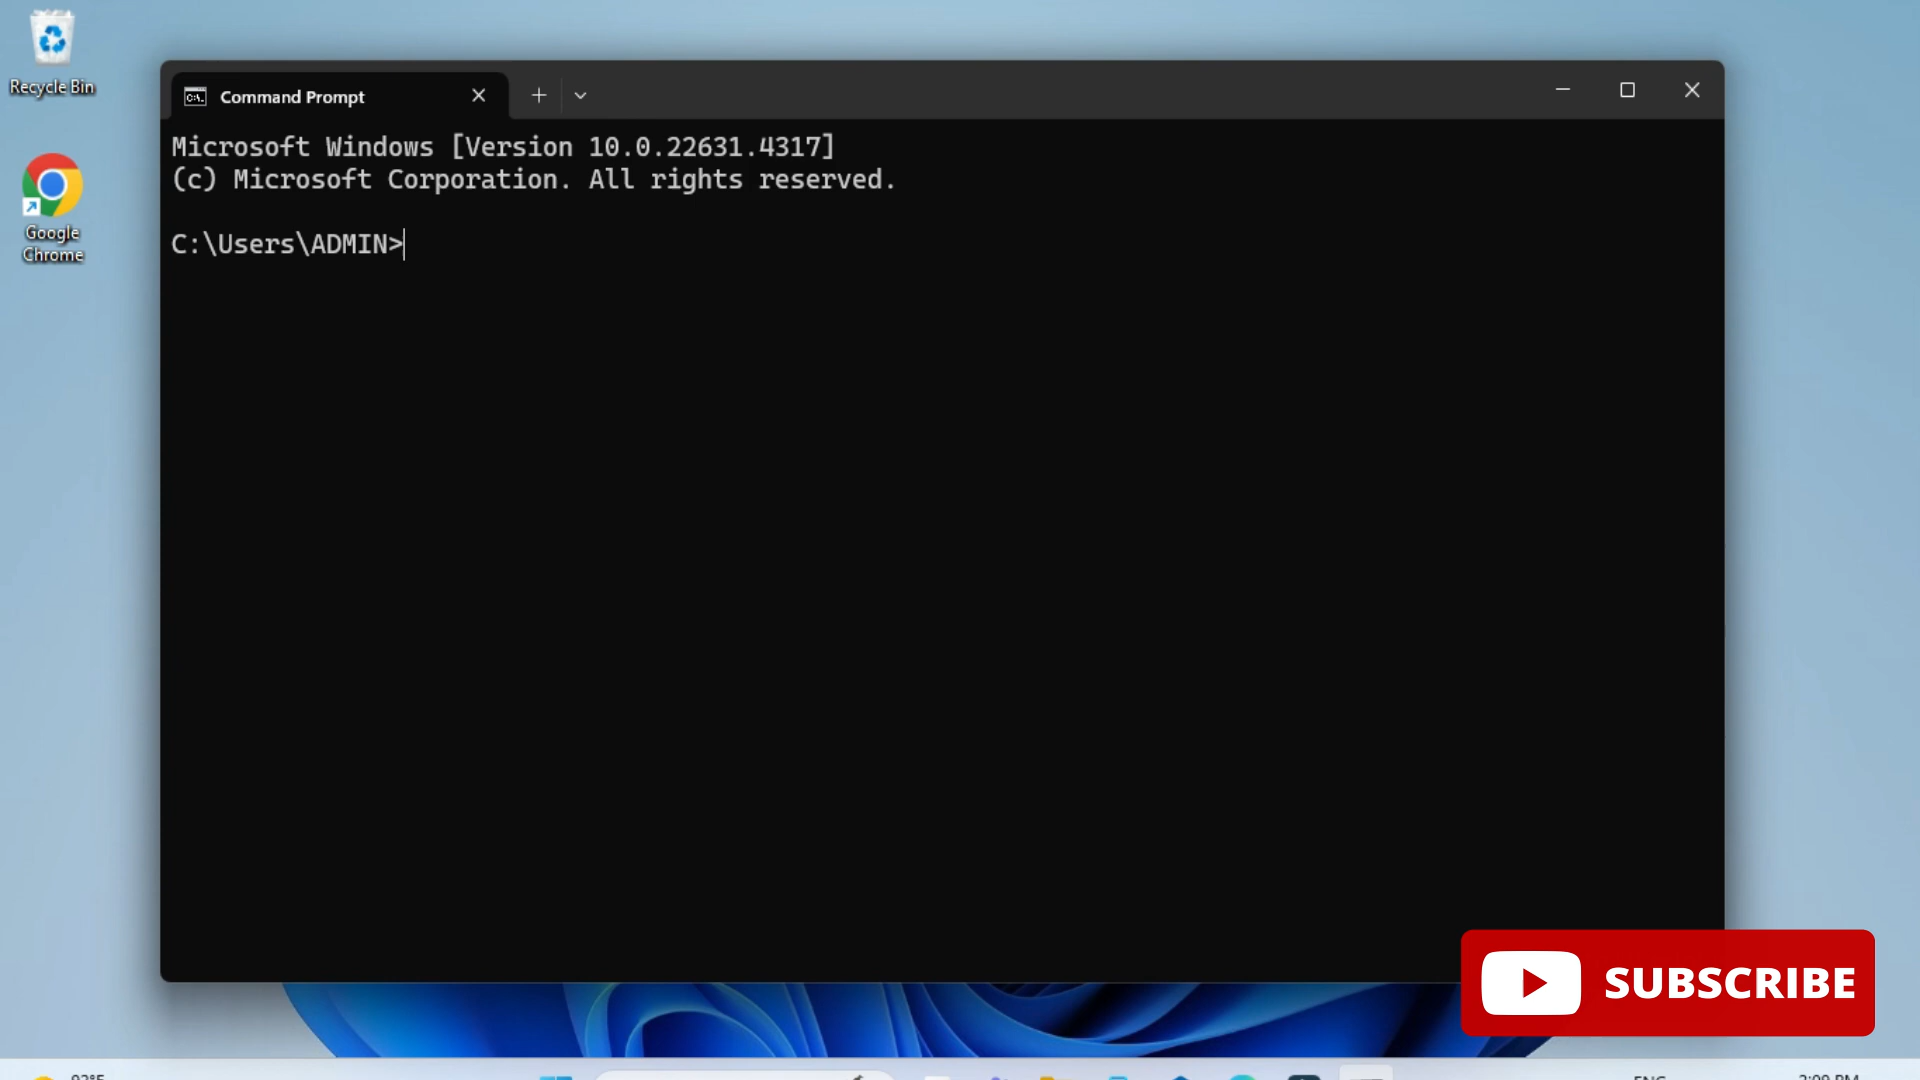 Recycle Bin
Google
Chrome
Command Prompt
Microsoft Windows [Version 10.0.22631.4317]
(c) Microsoft Corporation. All rights reserved.
C:\Users\ADMIN>
SUBSCRIBE